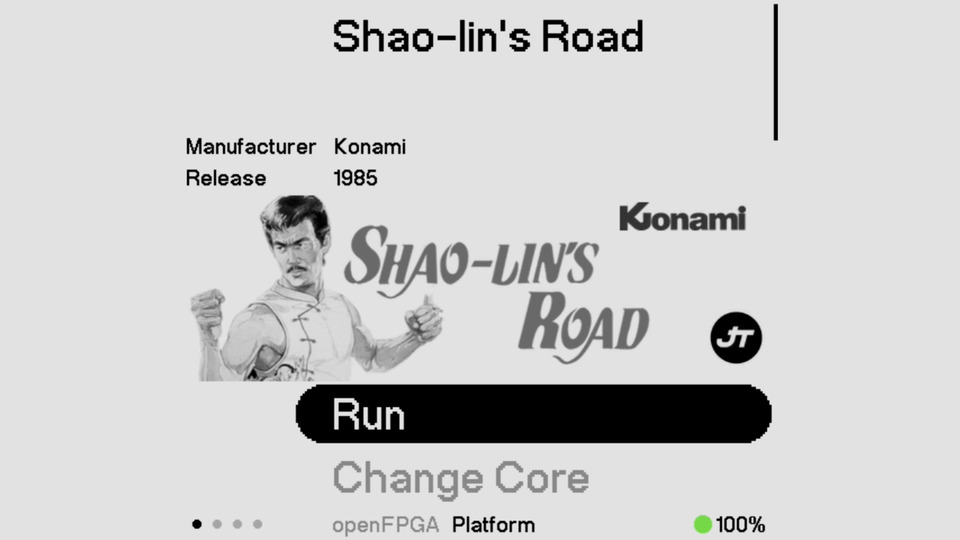 Shao-lin's Road
Manufacturer Konami
Release 1985
Konami
SHAO-LIN'S
ROAD
JT
Run
Change Core
openFPGA Platform 100%